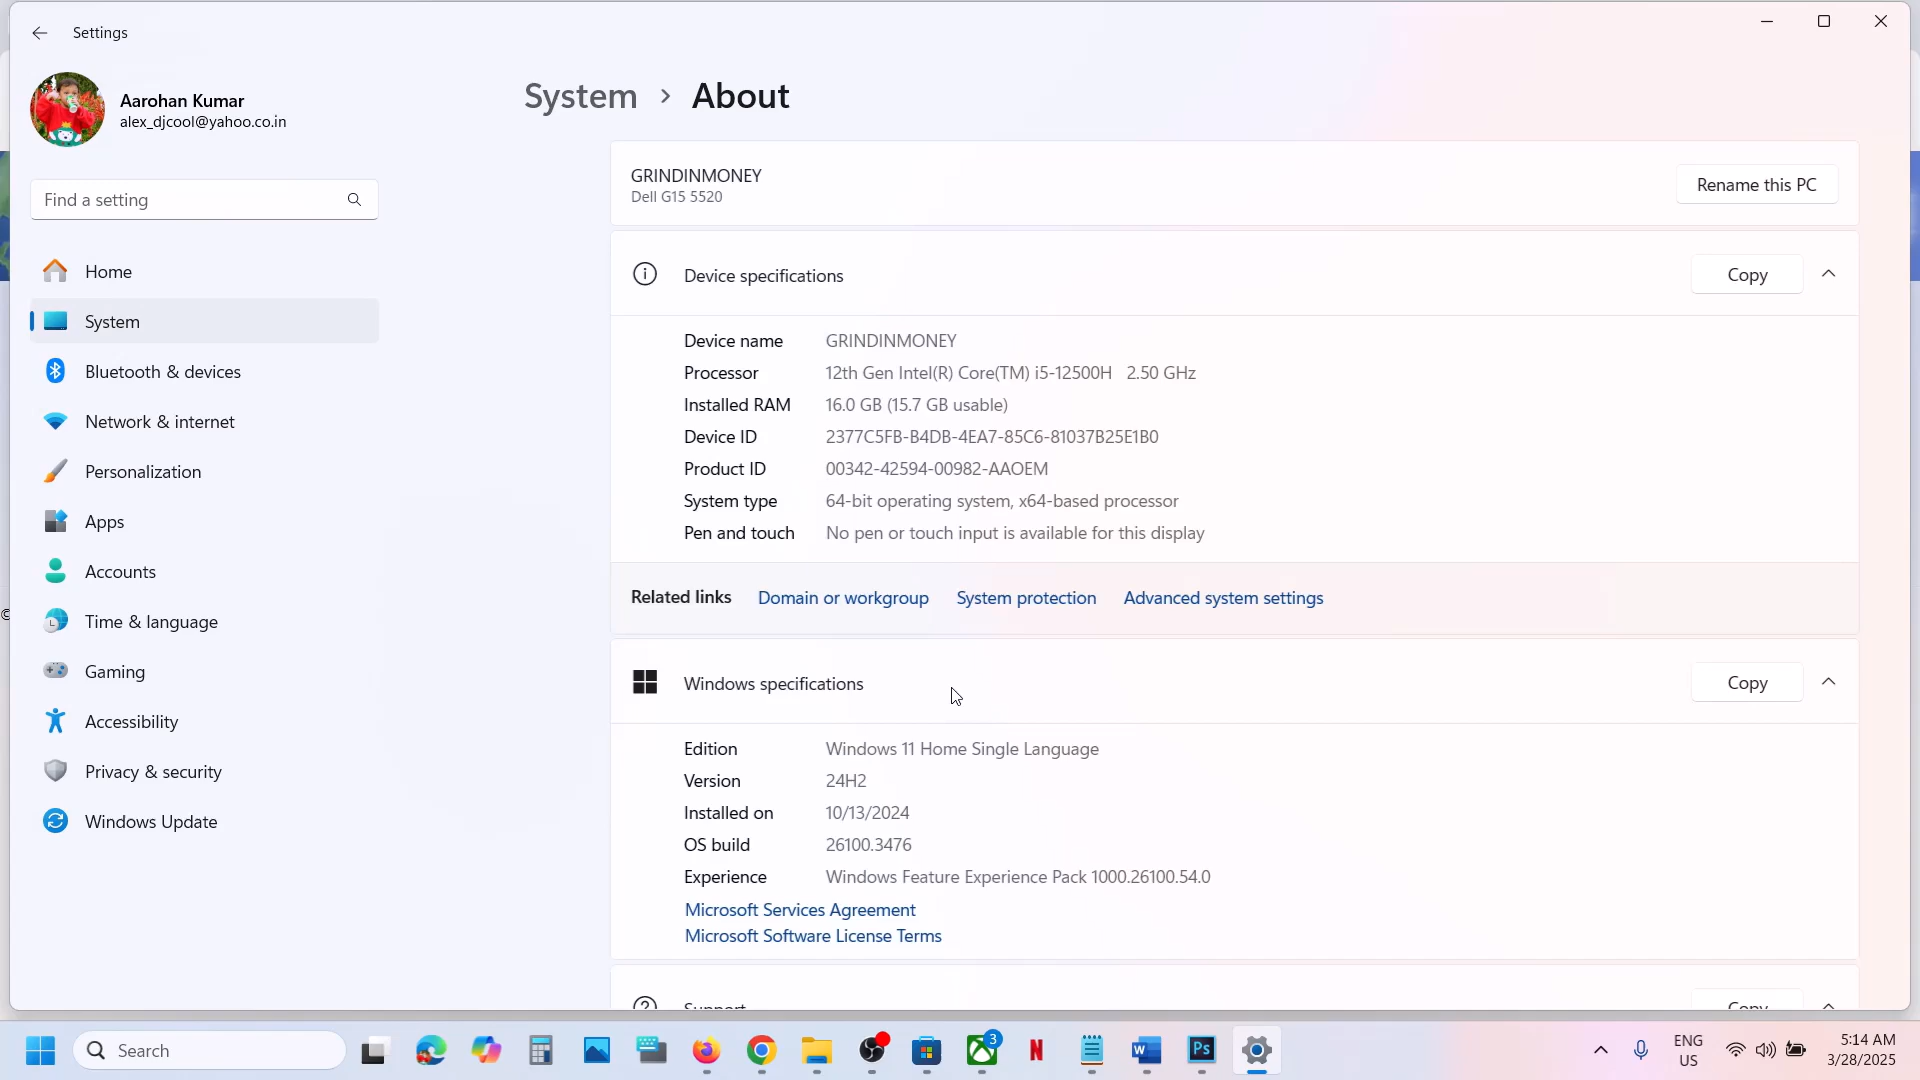 Settings
Aarohan Kumar
alex_djcool@yahoo.co.in
Find a setting
Home
System
Bluetooth & devices
Network & internet
Personalization
Apps
Accounts
Time & language
Gaming
Accessibility
Privacy & security
Windows Update
System > About
GRINDINMONEY
Dell G15 5520
Rename this PC
Device specifications
Copy
Device name GRINDINMONEY
Processor 12th Gen Intel(R) Core(TM) i5-12500H 2.50 GHz
Installed RAM 16.0 GB (15.7 GB usable)
Device ID 2377C5FB-B4DB-4EA7-85C6-81037B25E1B0
Product ID 00342-42594-00982-AAOEM
System type 64-bit operating system, x64-based processor
Pen and touch No pen or touch input is available for this display
Related links Domain or workgroup System protection Advanced system settings
Windows specifications
Copy
Edition Windows 11 Home Single Language
Version 24H2
Installed on 10/13/2024
OS build 26100.3476
Experience Windows Feature Experience Pack 1000.26100.54.0
Microsoft Services Agreement
Microsoft Software License Terms
Support
Copy
©
Search
3
N
W
Ps
ENG
US
5:14 AM
3/28/2025